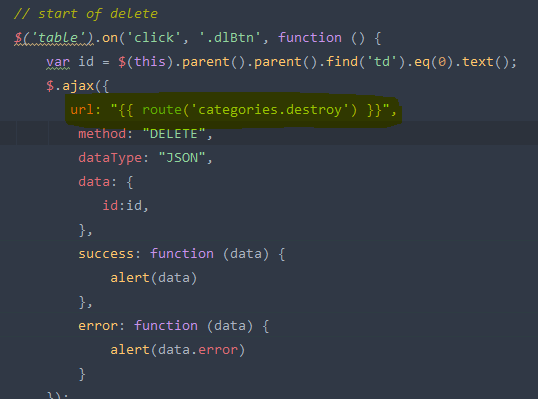 // start of delete
$('table').on('click', '.dlBtn', function () {
var id = $(this).parent().parent().find('td').eq(0).text();
$.ajax({
url: "{{ route('categories.destroy') }}",
method: "DELETE",
dataType: "JSON",
data: {
id:id,
},
success: function (data) {
alert(data)
},
error: function (data) {
alert(data.error)
}
});